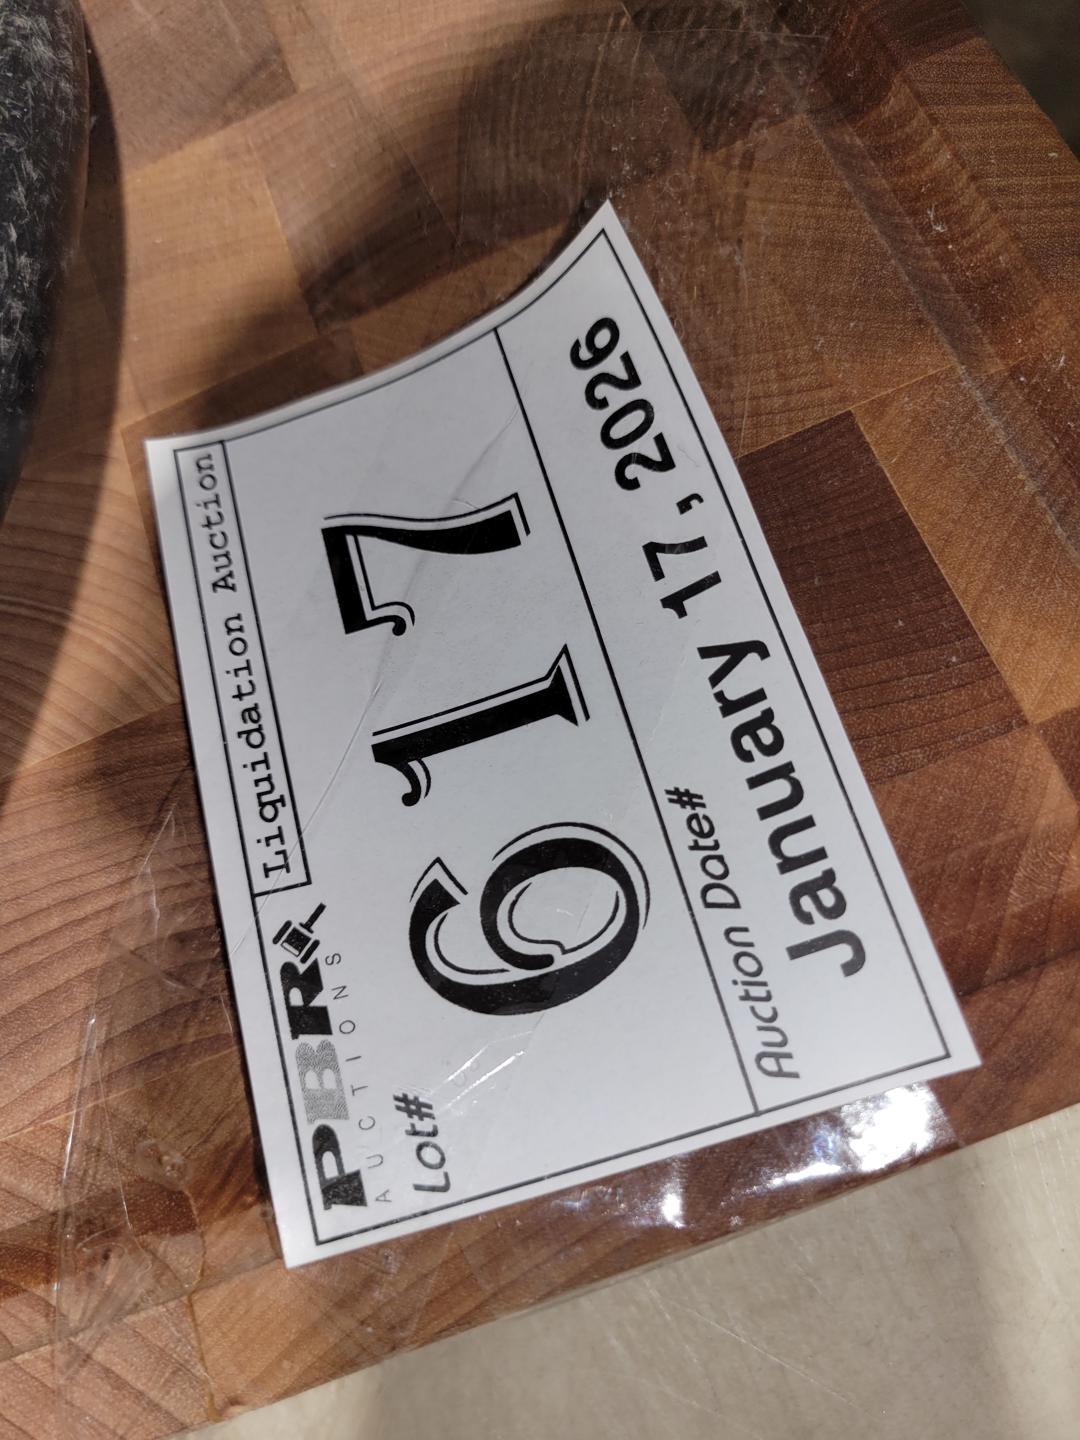 PBR
AUCTIONS
Liquidation Auction
Lot#
617
Auction Date#
January 17, 2026